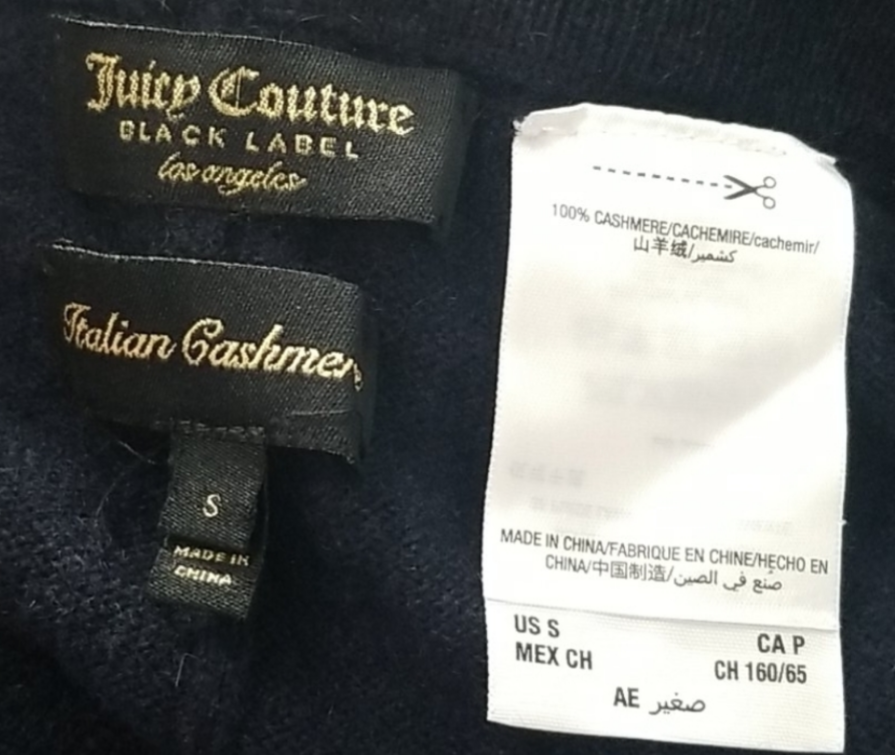 Juicy Couture
BLACK LABEL
los angeles
Italian Cashmere
S
MADE IN
CHINA
100% CASHMERE/CACHEMIRE/cachemir/
山羊绒/كشمير
MADE IN CHINA/FABRIQUE EN CHINE/HECHO EN
CHINA/中国制造/صنع في الصين
US S
CA P
MEX CH
CH 160/65
AE صغير